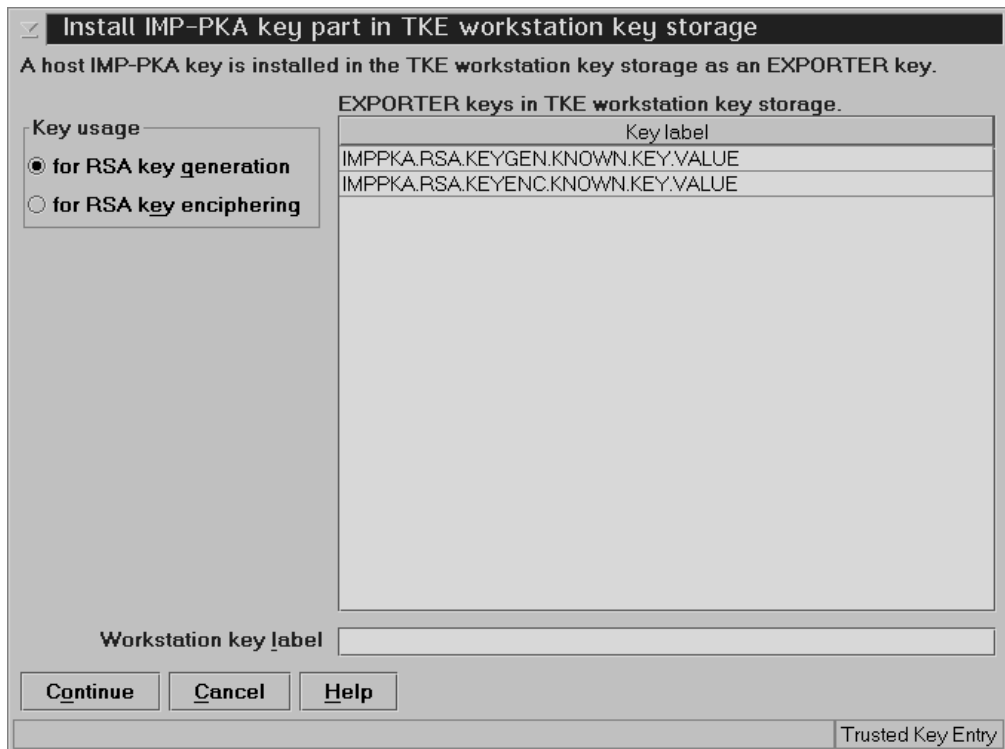 Install IMP-PKA key part in TKE workstation key storage
A host IMP-PKA key is installed in the TKE workstation key storage as an EXPORTER key.
Key usage
for RSA key generation
for RSA key enciphering
EXPORTER keys in TKE workstation key storage.
Key label
IMPPKA.RSA.KEYGEN.KNOWN.KEY.VALUE
IMPPKA.RSA.KEYENC.KNOWN.KEY.VALUE
Workstation key label
Continue Cancel Help
Trusted Key Entry